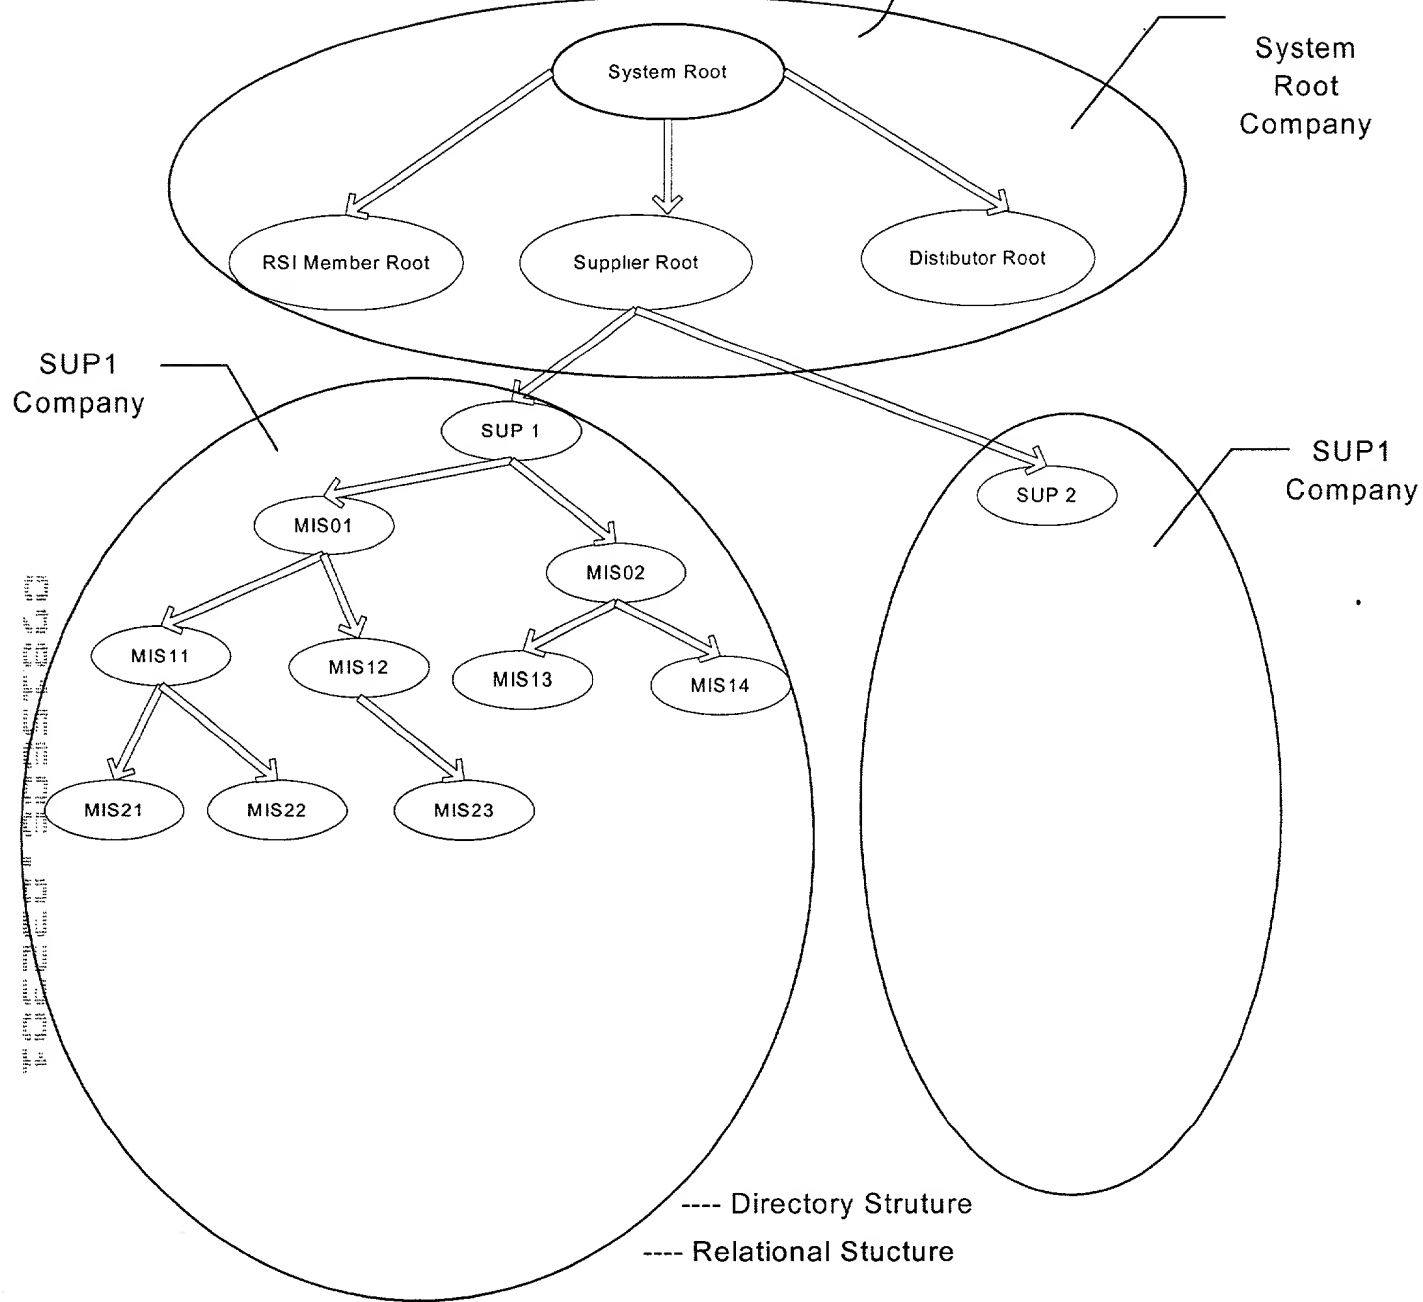 System
Root
Company
System Root
RSI Member Root
Supplier Root
Distibutor Root
SUP1
Company
SUP 1
SUP 2
SUP1
Company
MIS01
MIS02
MIS11
MIS12
MIS13
MIS14
MIS21
MIS22
MIS23
---- Directory Struture
---- Relational Stucture